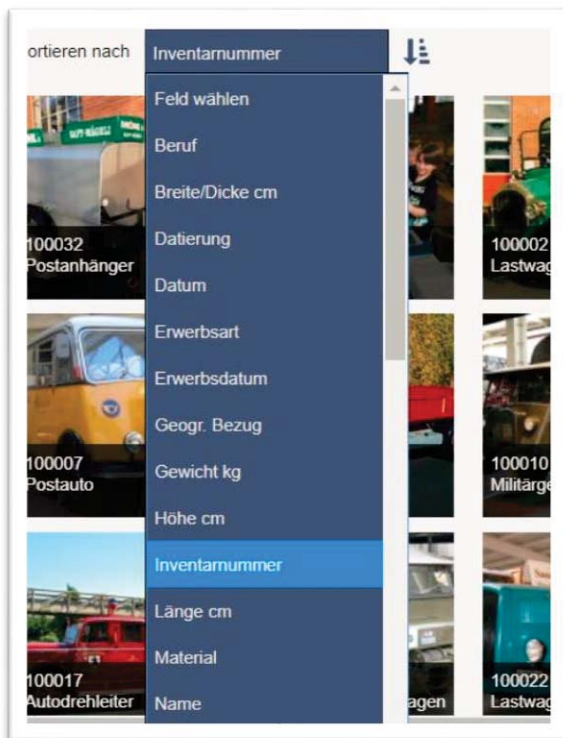 ortieren nach
Inventarnummer
Feld wählen
Beruf
Breite/Dicke cm
Datierung
Datum
Erwerbsart
Erwerbsdatum
Geogr. Bezug
Gewicht kg
Höhe cm
Inventarnummer
Länge cm
Material
Name
100032
Postanhänger
100002
Lastwag
100007
Postauto
100010
Militärge
100017
Autodrehleiter
agen
100022
Lastwag